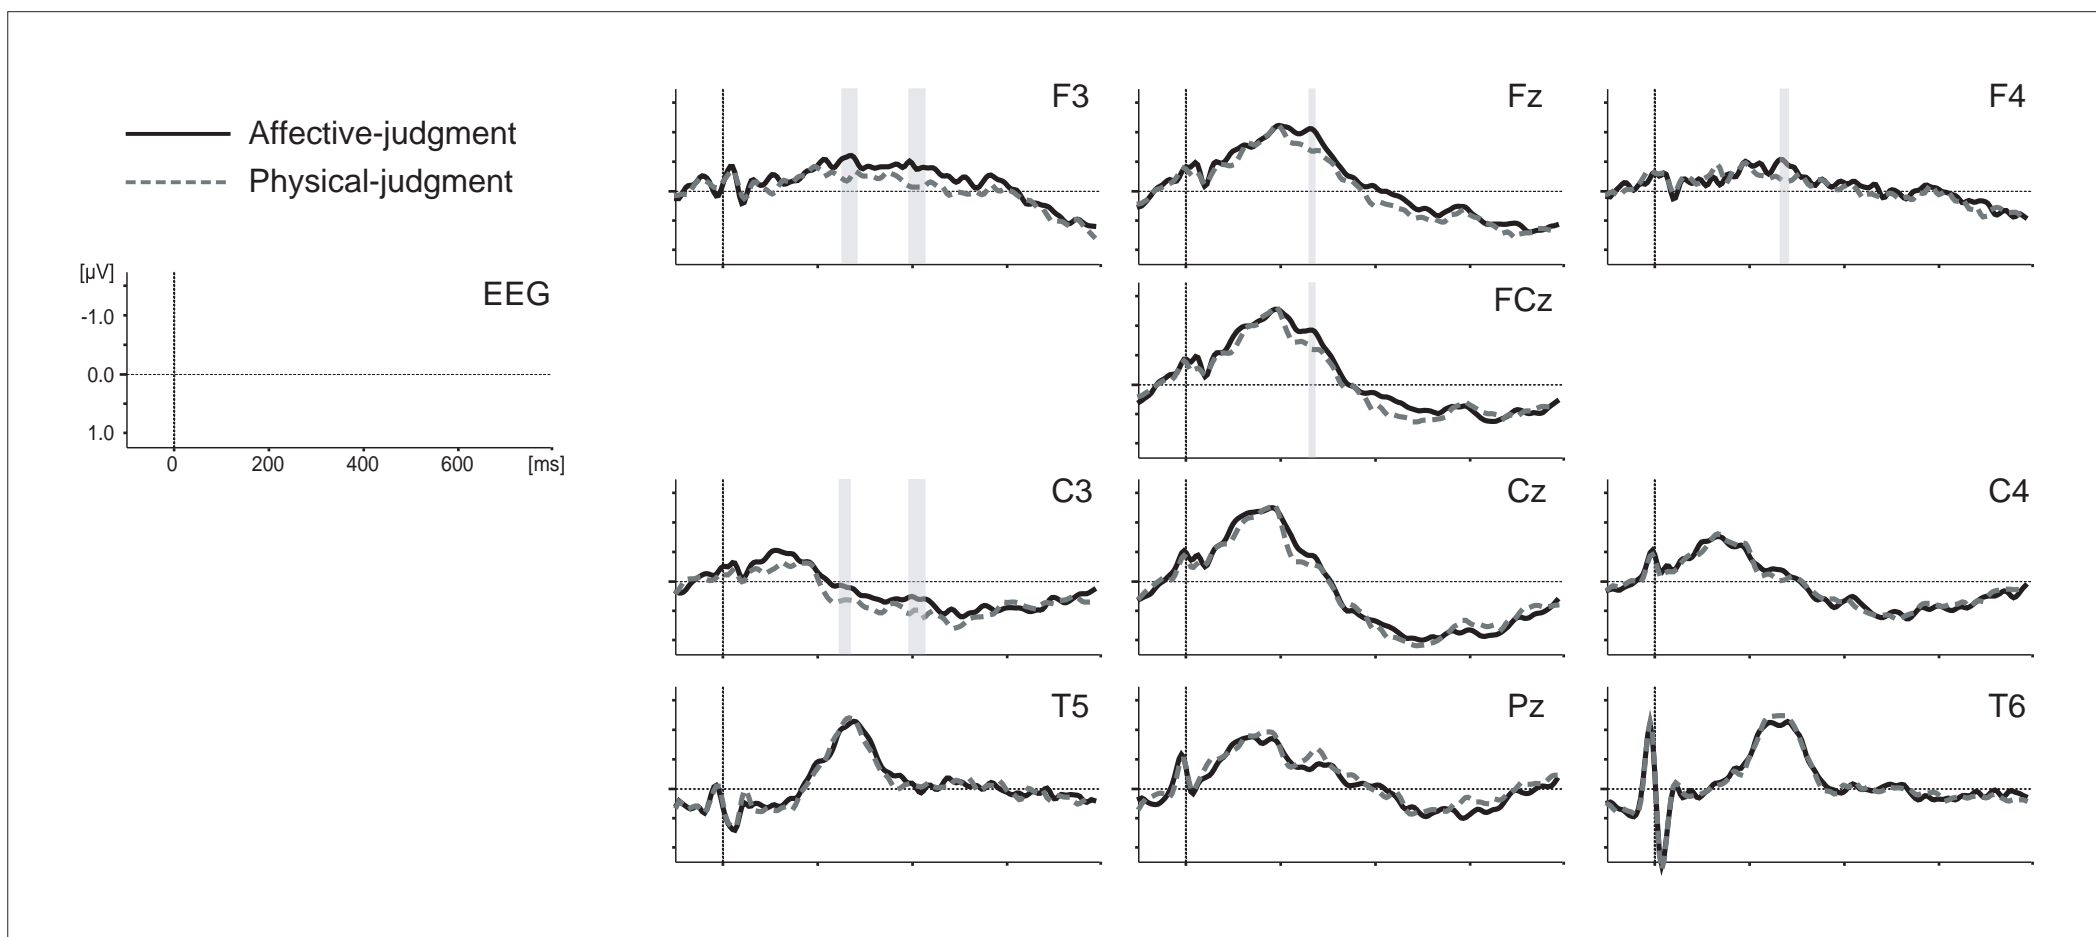 Affective-judgment
Physical-judgment
[µV]
EEG
-1.0
0.0
1.0
0 200 400 600 [ms]
F3 Fz F4
FCz
C3 Cz C4
T5 Pz T6